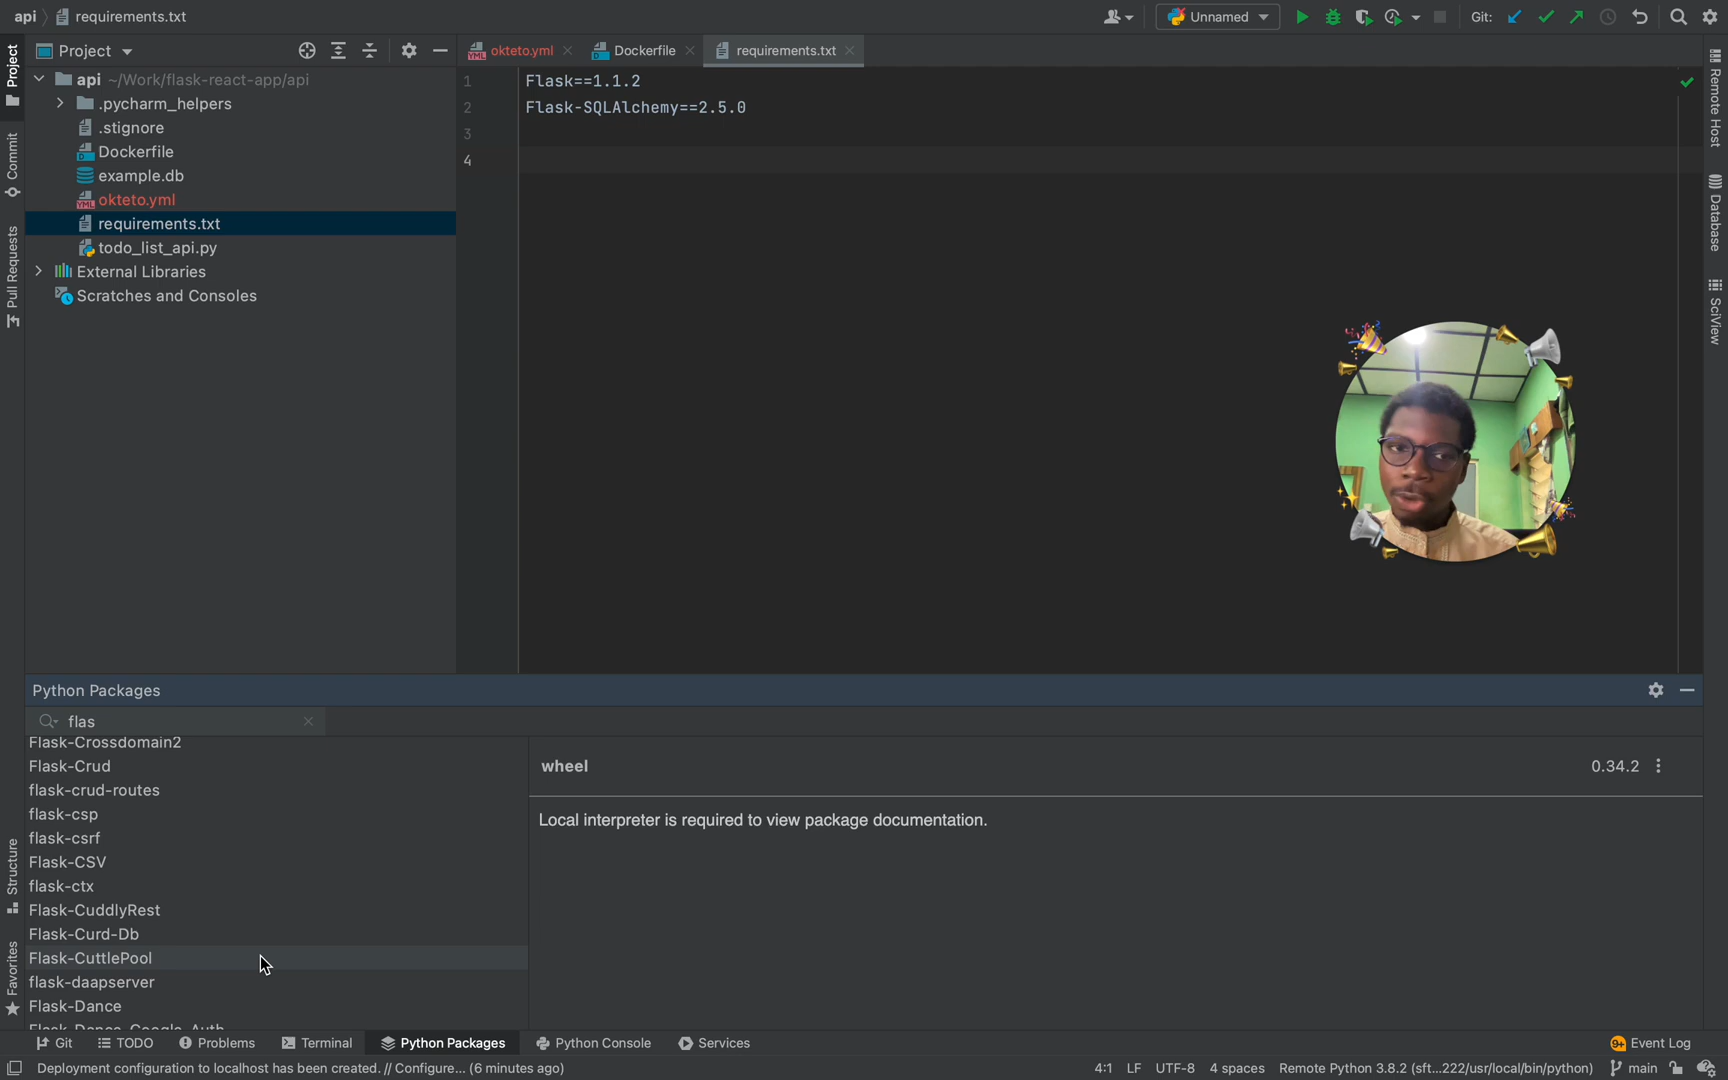 api requirements.txt Unnamed Git:
Project okteto.yml Dockerfile requirements.txt
api ~/Work/flask-react-app/api
.pycharm_helpers
.stignore
Dockerfile
example.db
okteto.yml
requirements.txt
todo_list_api.py
External Libraries
Scratches and Consoles
1 Flask==1.1.2
2 Flask-SQLAlchemy==2.5.0
3
4
Project
Commit
Pull Requests
Structure
Favorites
Remote Host
Database
SciView
Python Packages
flas
Flask-Crossdomain2
Flask-Crud
flask-crud-routes
flask-csp
flask-csrf
Flask-CSV
flask-ctx
Flask-CuddlyRest
Flask-Curd-Db
Flask-CuttlePool
flask-daapserver
Flask-Dance
Flask-Dance-Google-Auth
wheel 0.34.2
Local interpreter is required to view package documentation.
Git TODO Problems Terminal Python Packages Python Console Services 9+ Event Log
Deployment configuration to localhost has been created. // Configure... (6 minutes ago) 4:1 LF UTF-8 4 spaces Remote Python 3.8.2 (sft...222/usr/local/bin/python) main